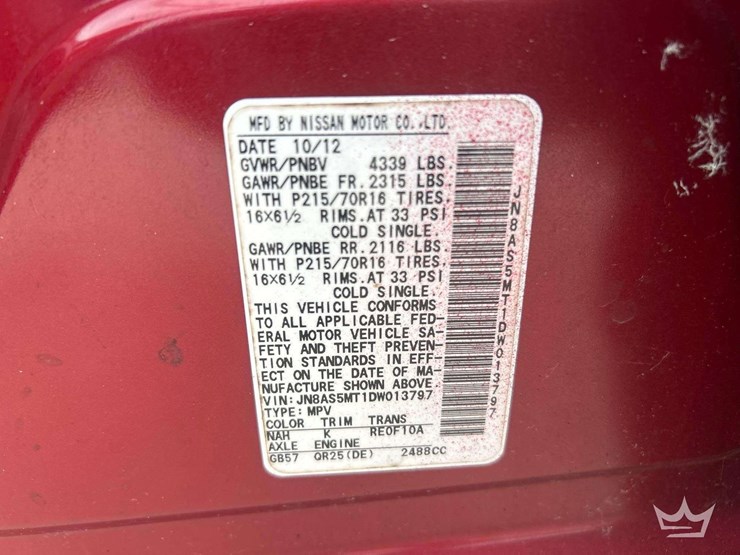 MFD BY NISSAN MOTOR CO.,LTD.
DATE 10/12
GVWR/PNBV 4339 LBS.
GAWR/PNBE FR. 2315 LBS.
WITH P215/70R16 TIRES.
16X6½ RIMS. AT 33 PSI
COLD SINGLE.
GAWR/PNBE RR. 2116 LBS.
WITH P215/70R16 TIRES.
16X6½ RIMS. AT 33 PSI
COLD SINGLE.
THIS VEHICLE CONFORMS
TO ALL APPLICABLE FED-
ERAL MOTOR VEHICLE SA-
FETY AND THEFT PREVEN-
TION STANDARDS IN EFF-
ECT ON THE DATE OF MA-
NUFACTURE SHOWN ABOVE.
VIN: JN8AS5MT1DW013797
TYPE: MPV
COLOR TRIM TRANS
NAH K RE0F10A
AXLE ENGINE
GB57 QR25(DE) 2488CC
JN8AS5MT1DW013797